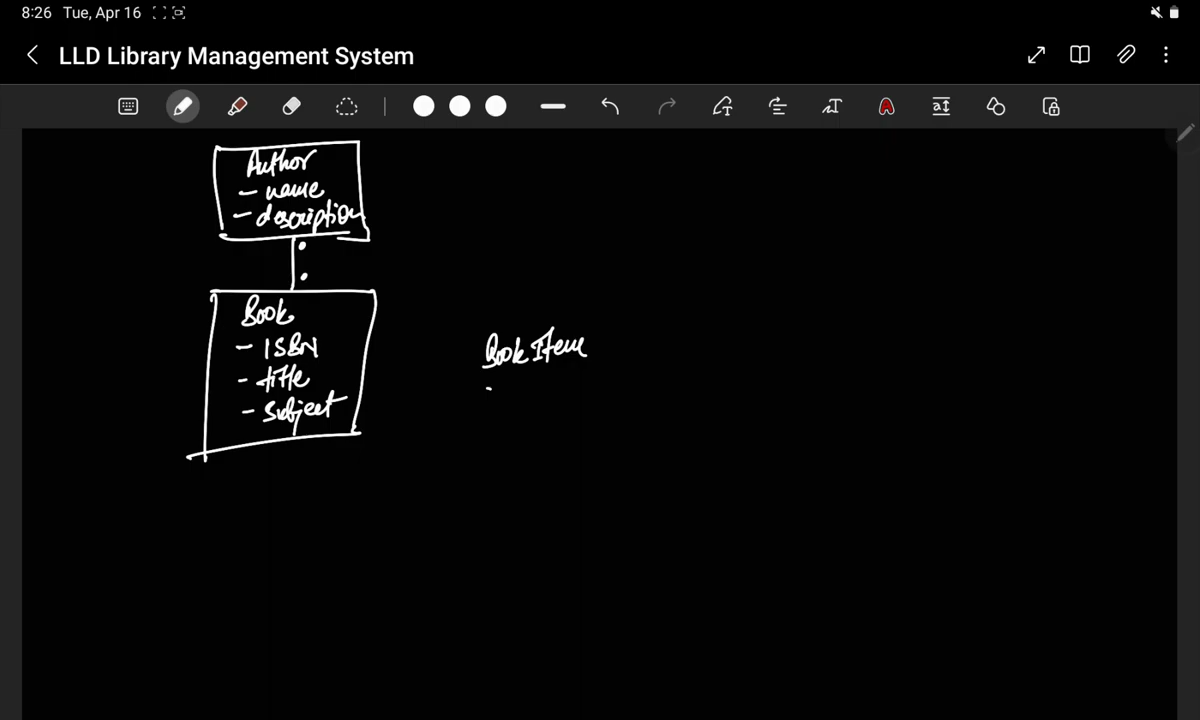 8:26 Tue, Apr 16
LLD Library Management System
Author
- name
- description
Book
- ISBN
- title
- subject
Book Item
-